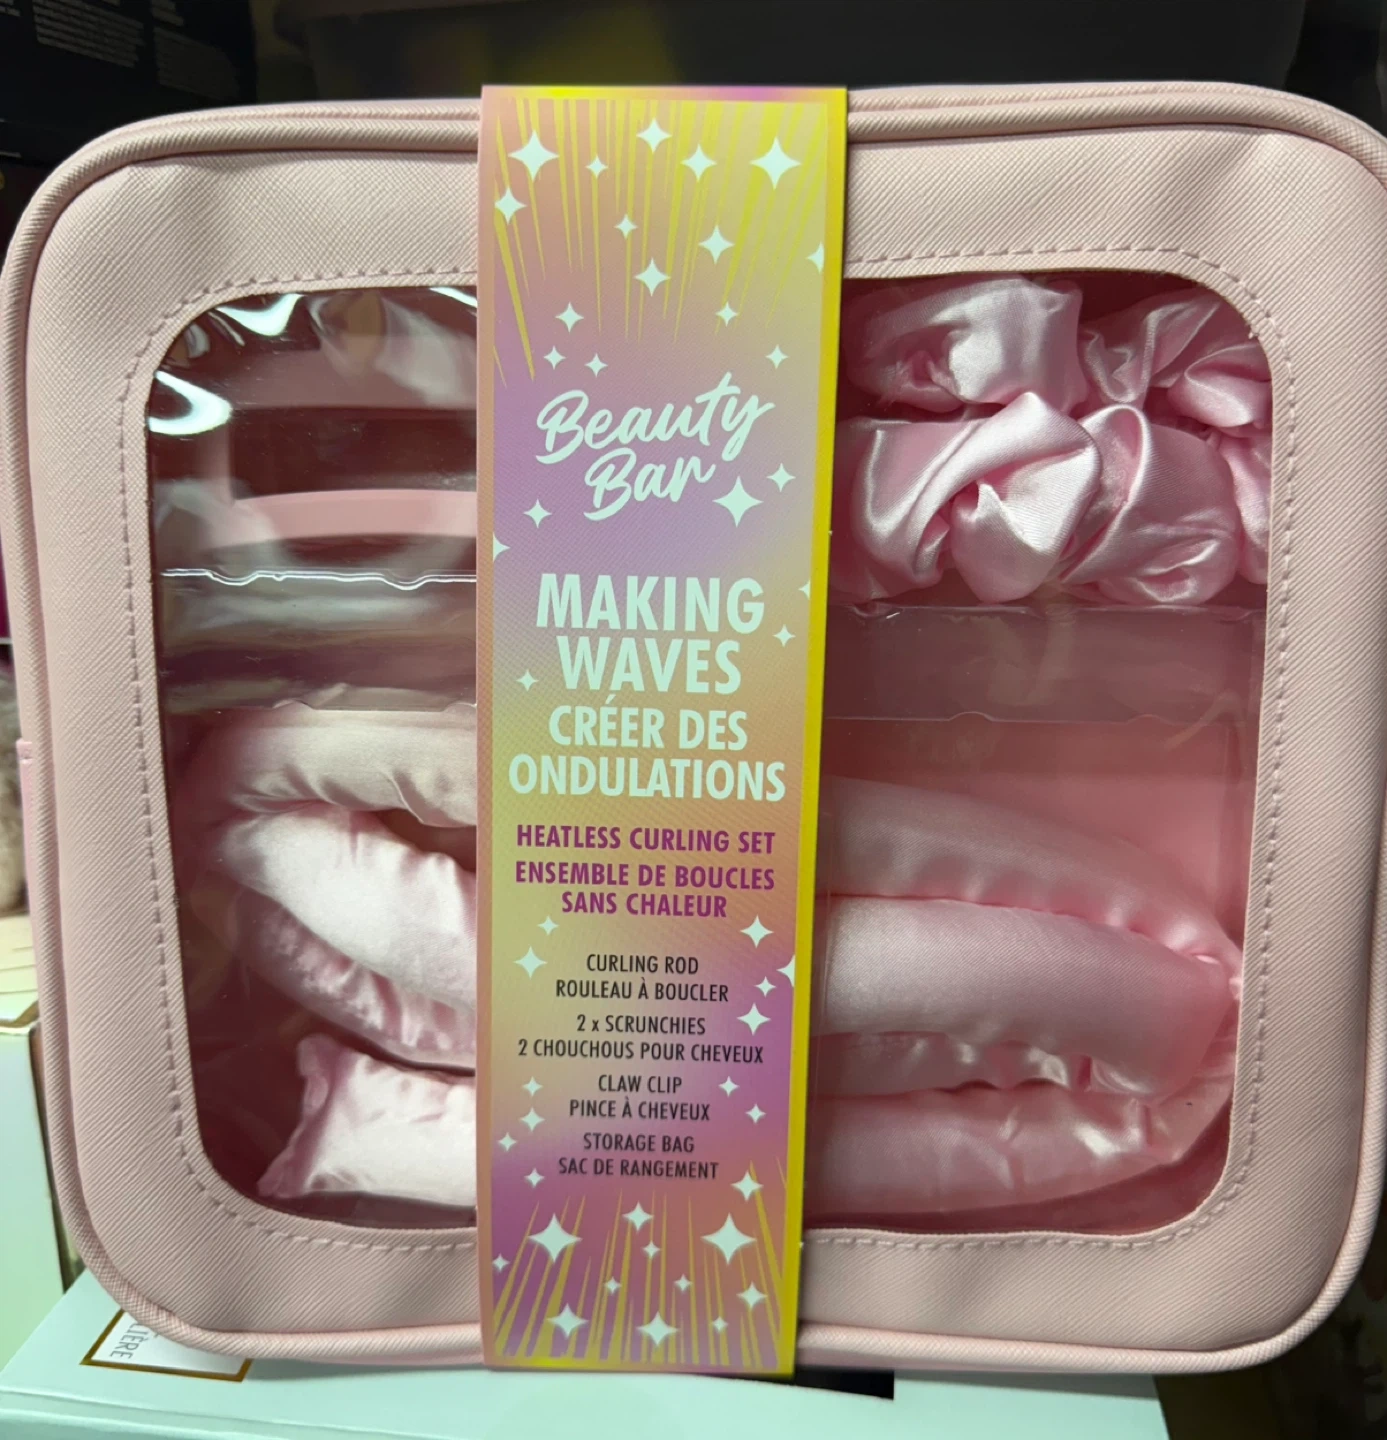 Beauty
Bar
MAKING
WAVES
CRÉER DES
ONDULATIONS
HEATLESS CURLING SET
ENSEMBLE DE BOUCLES
SANS CHALEUR
CURLING ROD
ROULEAU À BOUCLER
2 x SCRUNCHIES
2 CHOUCHOUS POUR CHEVEUX
CLAW CLIP
PINCE À CHEVEUX
STORAGE BAG
SAC DE RANGEMENT